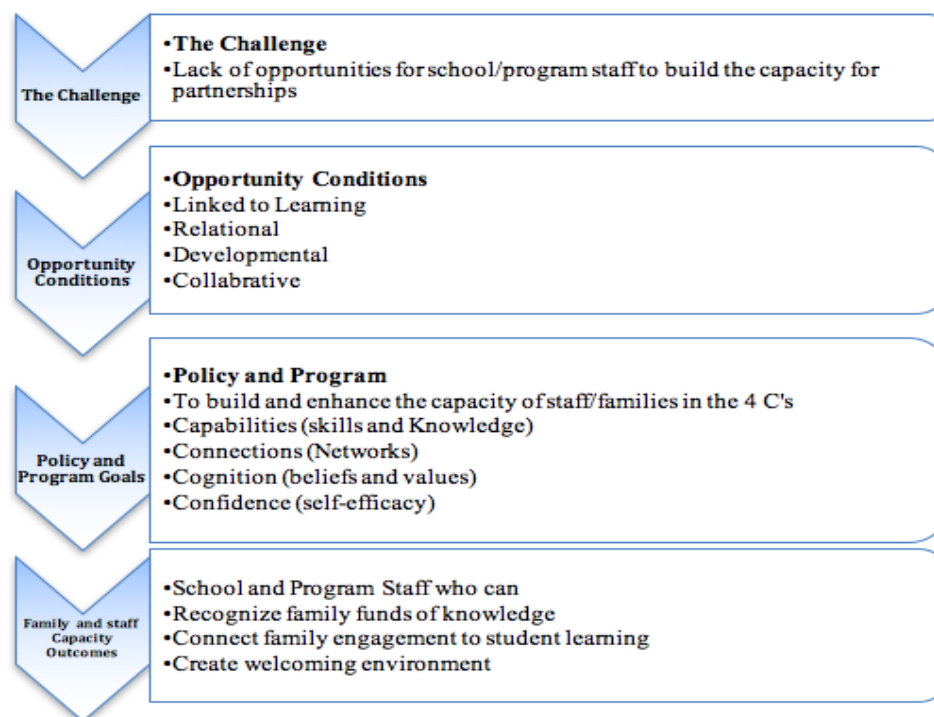 The Challenge
•The Challenge
•Lack of opportunities for school/program staff to build the capacity for
partnerships
Opportunity
Conditions
•Opportunity Conditions
•Linked to Learning
•Relational
•Developmental
•Collabrative
Policy and
Program Goals
•Policy and Program
•To build and enhance the capacity of staff/families in the 4 C's
•Capabilities (skills and Knowledge)
•Connections (Networks)
•Cognition (beliefs and values)
•Confidence (self-efficacy)
Family and staff
Capacity
Outcomes
•School and Program Staff who can
•Recognize family funds of knowledge
•Connect family engagement to student learning
•Create welcoming environment